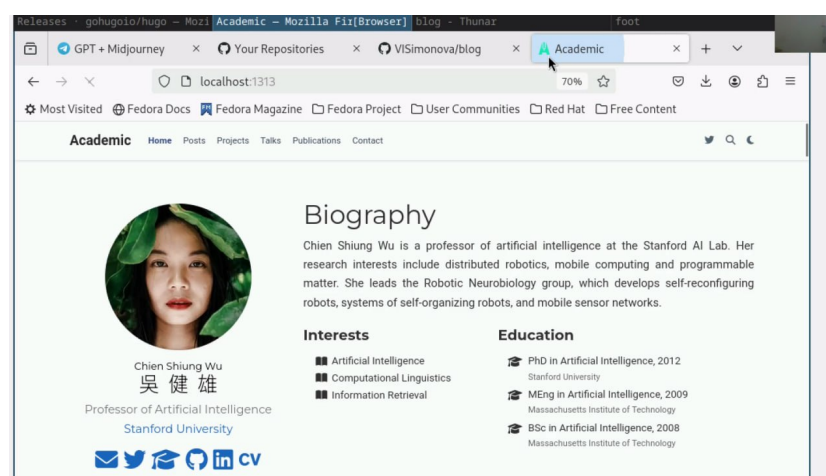 Releases · gohugoio/hugo — Mozi Academic — Mozilla Fir[Browser] blog - Thunar foot
GPT + Midjourney × Your Repositories × VISimonova/blog × Academic × +
localhost:1313 70%
Most Visited Fedora Docs Fedora Magazine Fedora Project User Communities Red Hat Free Content
Academic Home Posts Projects Talks Publications Contact
Biography
Chien Shiung Wu is a professor of artificial intelligence at the Stanford AI Lab. Her
research interests include distributed robotics, mobile computing and programmable
matter. She leads the Robotic Neurobiology group, which develops self-reconfiguring
robots, systems of self-organizing robots, and mobile sensor networks.
Interests
Artificial Intelligence
Computational Linguistics
Information Retrieval
Education
PhD in Artificial Intelligence, 2012
Stanford University
MEng in Artificial Intelligence, 2009
Massachusetts Institute of Technology
BSc in Artificial Intelligence, 2008
Massachusetts Institute of Technology
Chien Shiung Wu
吳健雄
Professor of Artificial Intelligence
Stanford University
CV